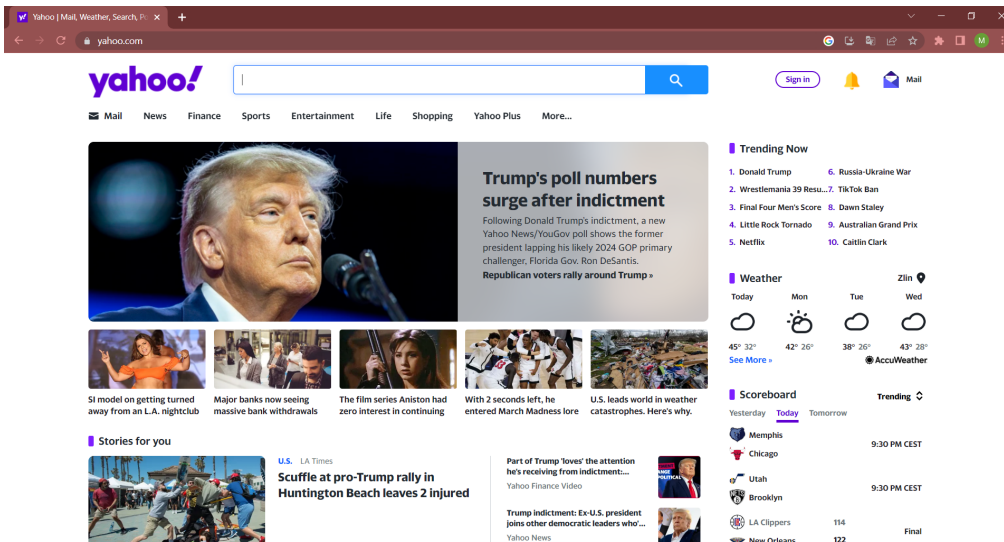 Yahoo | Mail, Weather, Search, Po
yahoo.com
M
yahoo!
Sign in
Mail
Mail News Finance Sports Entertainment Life Shopping Yahoo Plus More...
Trump's poll numbers
surge after indictment
Following Donald Trump's indictment, a new
Yahoo News/YouGov poll shows the former
president lapping his likely 2024 GOP primary
challenger, Florida Gov. Ron DeSantis.
Republican voters rally around Trump »
SI model on getting turned
away from an L.A. nightclub
Major banks now seeing
massive bank withdrawals
The film series Aniston had
zero interest in continuing
With 2 seconds left, he
entered March Madness lore
U.S. leads world in weather
catastrophes. Here's why.
Stories for you
U.S. LA Times
Scuffle at pro-Trump rally in
Huntington Beach leaves 2 injured
Part of Trump 'loves' the attention
he's receiving from indictment:...
Yahoo Finance Video
Trump indictment: Ex-U.S. president
joins other democratic leaders who'...
Yahoo News
Trending Now
1. Donald Trump
2. Wrestlemania 39 Resu...
3. Final Four Men's Score
4. Little Rock Tornado
5. Netflix
6. Russia-Ukraine War
7. TikTok Ban
8. Dawn Staley
9. Australian Grand Prix
10. Caitlin Clark
Weather Zlin
Today Mon Tue Wed
45° 32° 42° 26° 38° 26° 43° 28°
See More » AccuWeather
Scoreboard Trending
Yesterday Today Tomorrow
Memphis
Chicago
9:30 PM CEST
Utah
Brooklyn
9:30 PM CEST
LA Clippers 114
New Orleans 122
Final